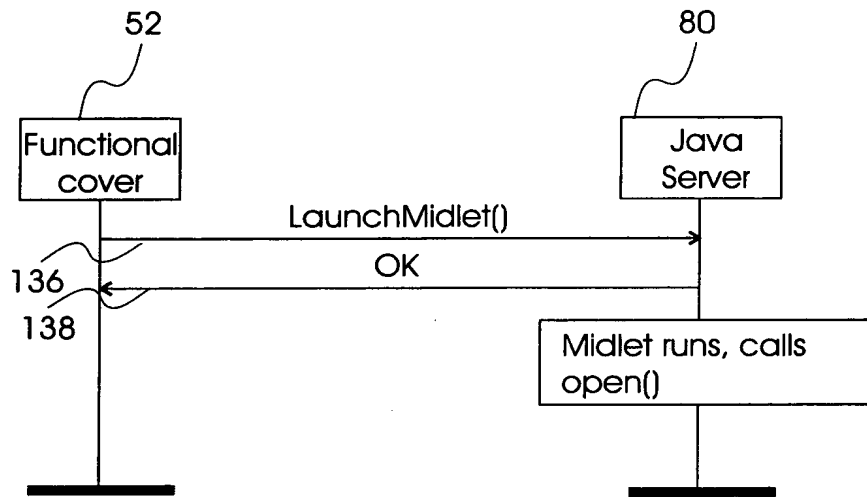 52
80
Functional
cover
Java
Server
LaunchMidlet()
136
OK
138
Midlet runs, calls
open()